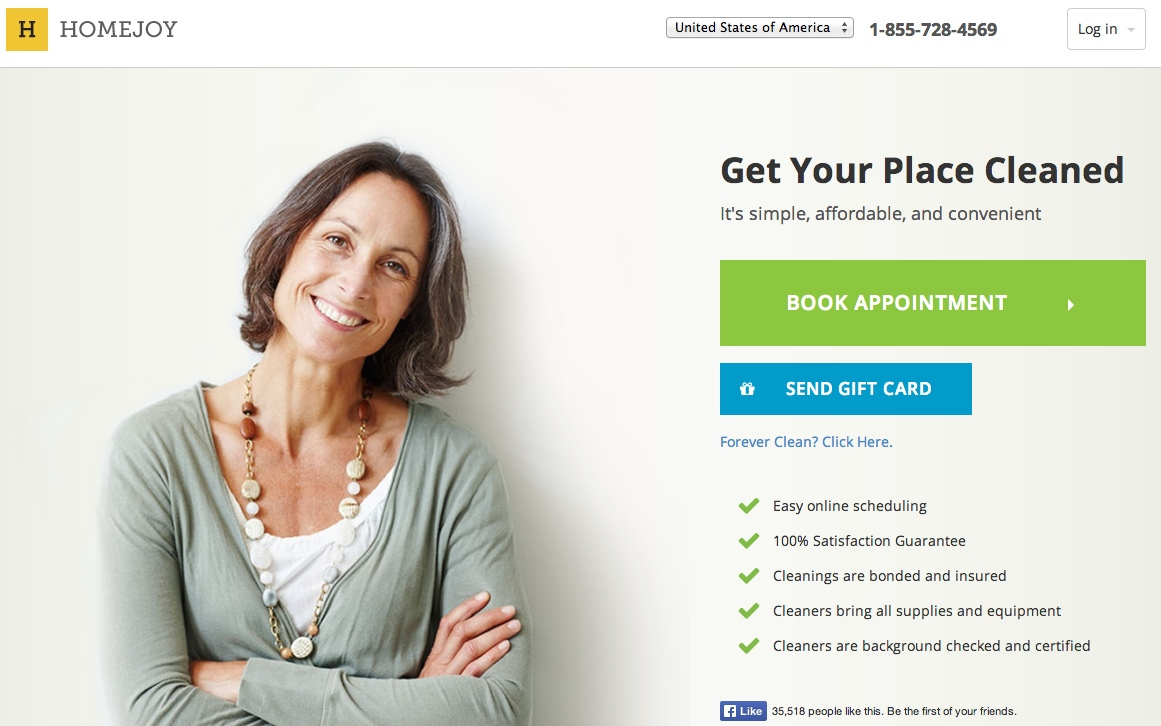 H HOMEJOY
United States of America
1-855-728-4569
Log in
Get Your Place Cleaned
It's simple, affordable, and convenient
BOOK APPOINTMENT
SEND GIFT CARD
Forever Clean? Click Here.
Easy online scheduling
100% Satisfaction Guarantee
Cleanings are bonded and insured
Cleaners bring all supplies and equipment
Cleaners are background checked and certified
Like 35,518 people like this. Be the first of your friends.